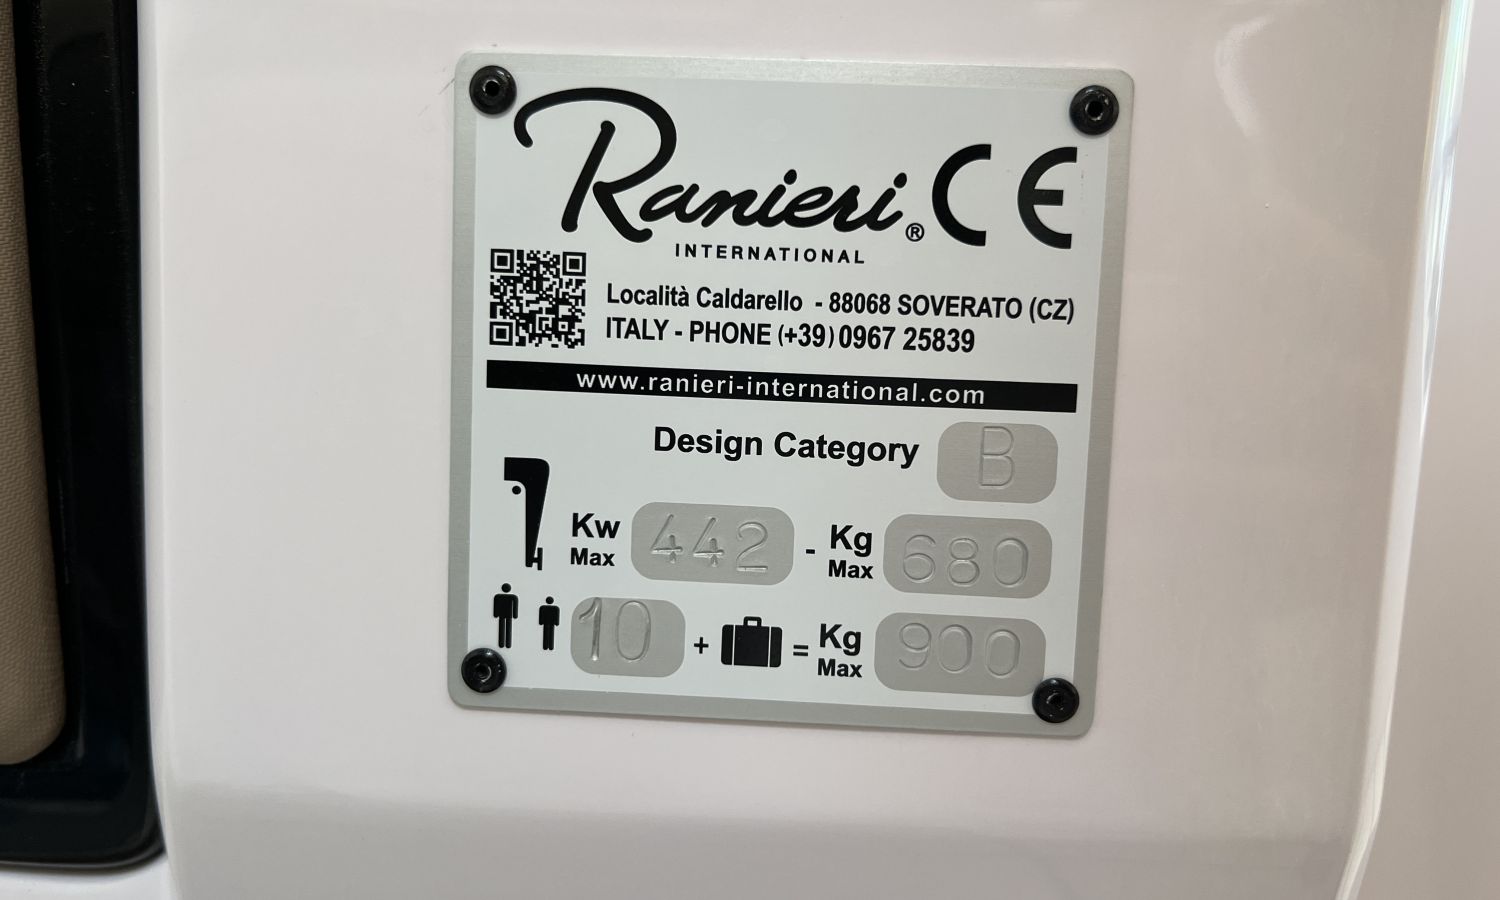 Ranieri® CE
INTERNATIONAL
Località Caldarello - 88068 SOVERATO (CZ)
ITALY - PHONE (+39) 0967 25839
www.ranieri-international.com
Design Category B
Kw Max 442 - Kg Max 680
10 + = Kg Max 900